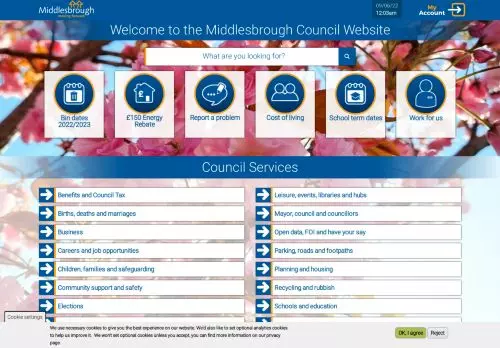 Middlesbrough
moving forward
09/06/22
12:03am
My
Account
Welcome to the Middlesbrough Council Website
What are you looking for?
Bin dates
2022/2023
£150 Energy
Rebate
Report a problem
Cost of living
School term dates
Work for us
Council Services
Benefits and Council Tax
Leisure, events, libraries and hubs
Births, deaths and marriages
Mayor, council and councillors
Business
Open data, FOI and have your say
Careers and job opportunities
Parking, roads and footpaths
Children, families and safeguarding
Planning and housing
Community support and safety
Recycling and rubbish
Elections
Schools and education
Cookie settings
We use necessary cookies to give you the best experience on our website. We'd also like to set optional analytics cookies
to help us improve it. We won't set optional cookies unless you accept, you can find more information on our privacy
page
OK, I agree
Reject